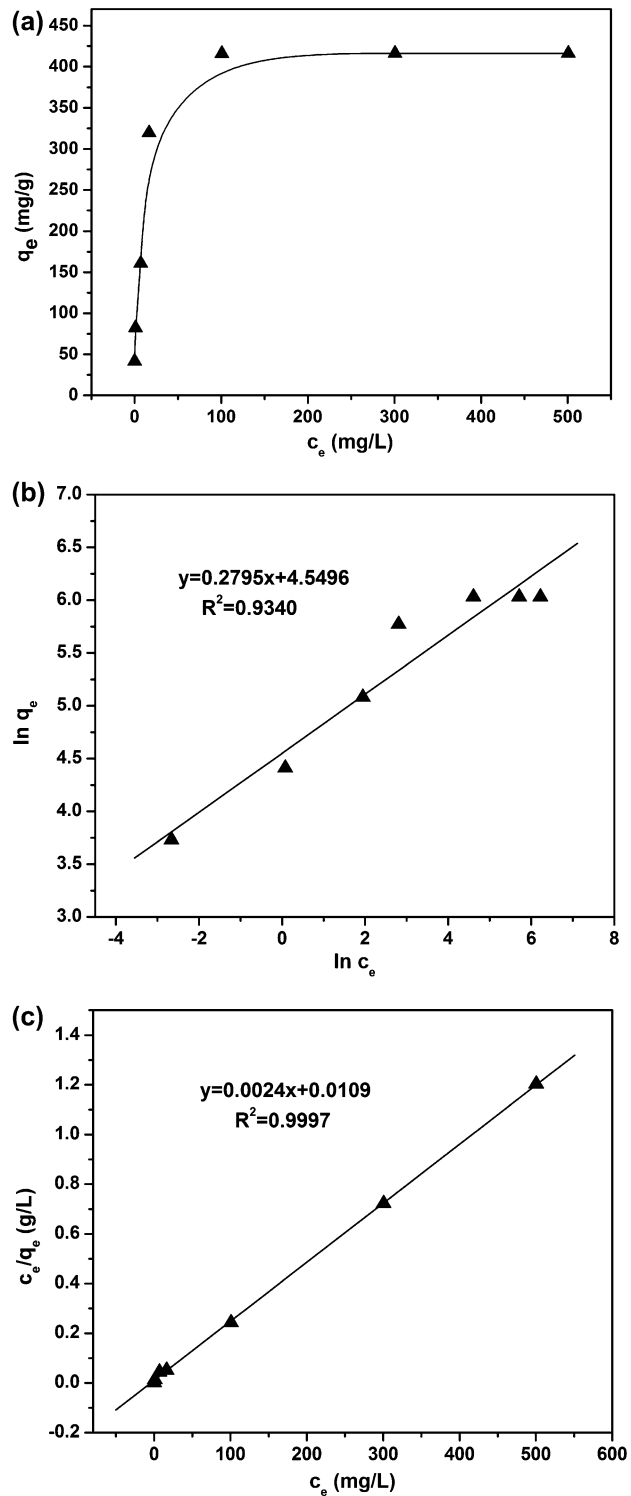 (a)
450
400
350
300
250
200
150
100
50
0
qe (mg/g)
0 100 200 300 400 500
ce (mg/L)
(b)
7.0
6.5
6.0
5.5
5.0
4.5
4.0
3.5
3.0
ln qe
y=0.2795x+4.5496
R²=0.9340
-4 -2 0 2 4 6 8
ln ce
(c)
1.4
1.2
1.0
0.8
0.6
0.4
0.2
0.0
-0.2
ce/qe (g/L)
y=0.0024x+0.0109
R²=0.9997
0 100 200 300 400 500 600
ce (mg/L)